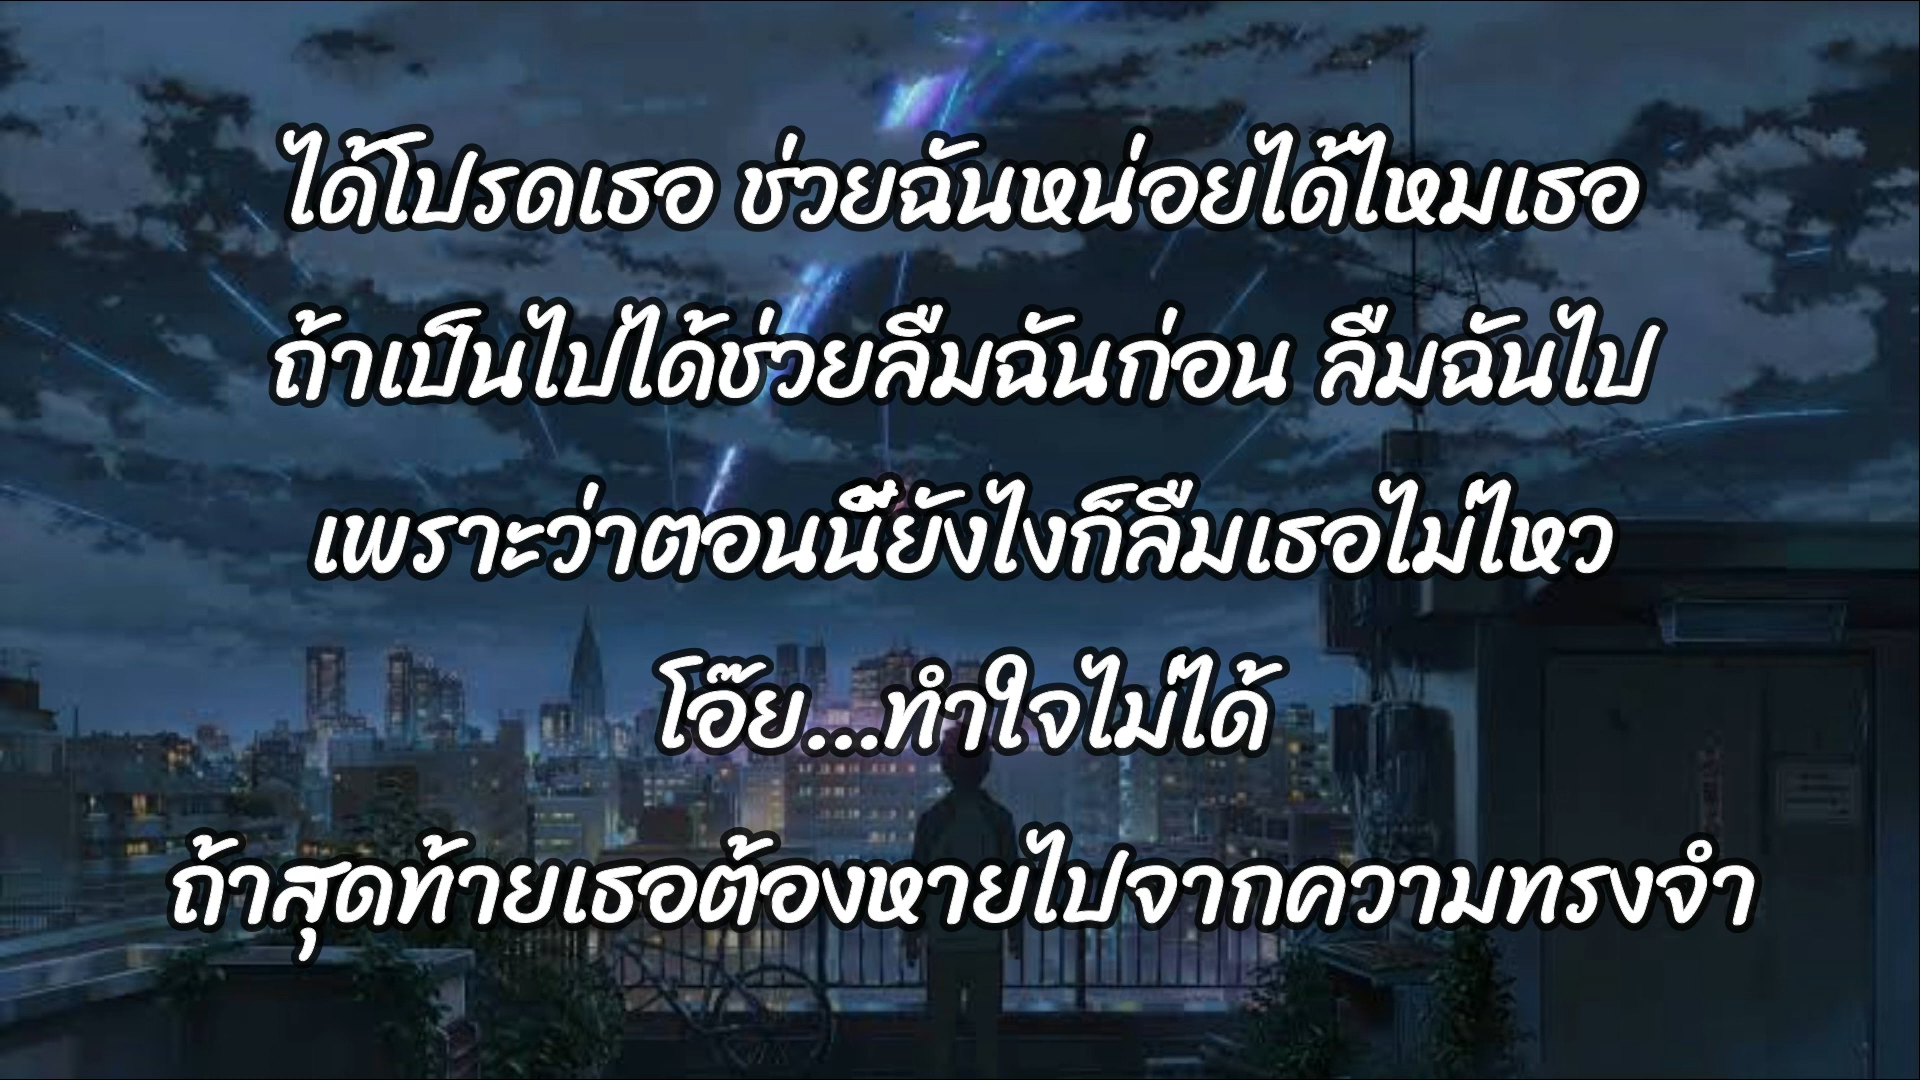 ได้โปรดเธอ ช่วยฉันหน่อยได้ไหมเธอ
ถ้าเป็นไปได้ช่วยลืมฉันก่อน ลืมฉันไป
เพราะว่าตอนนี้ยังไงก็ลืมเธอไม่ไหว
โอ๊ย...ทำใจไม่ได้
ถ้าสุดท้ายเธอต้องหายไปจากความทรงจำ